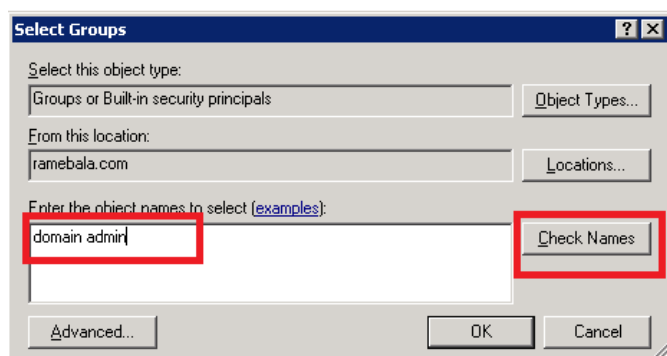 Select Groups
Select this object type:
Groups or Built-in security principals
Object Types...
From this location:
ramebala.com
Locations...
Enter the object names to select (examples):
domain admin
Check Names
Advanced...
OK
Cancel